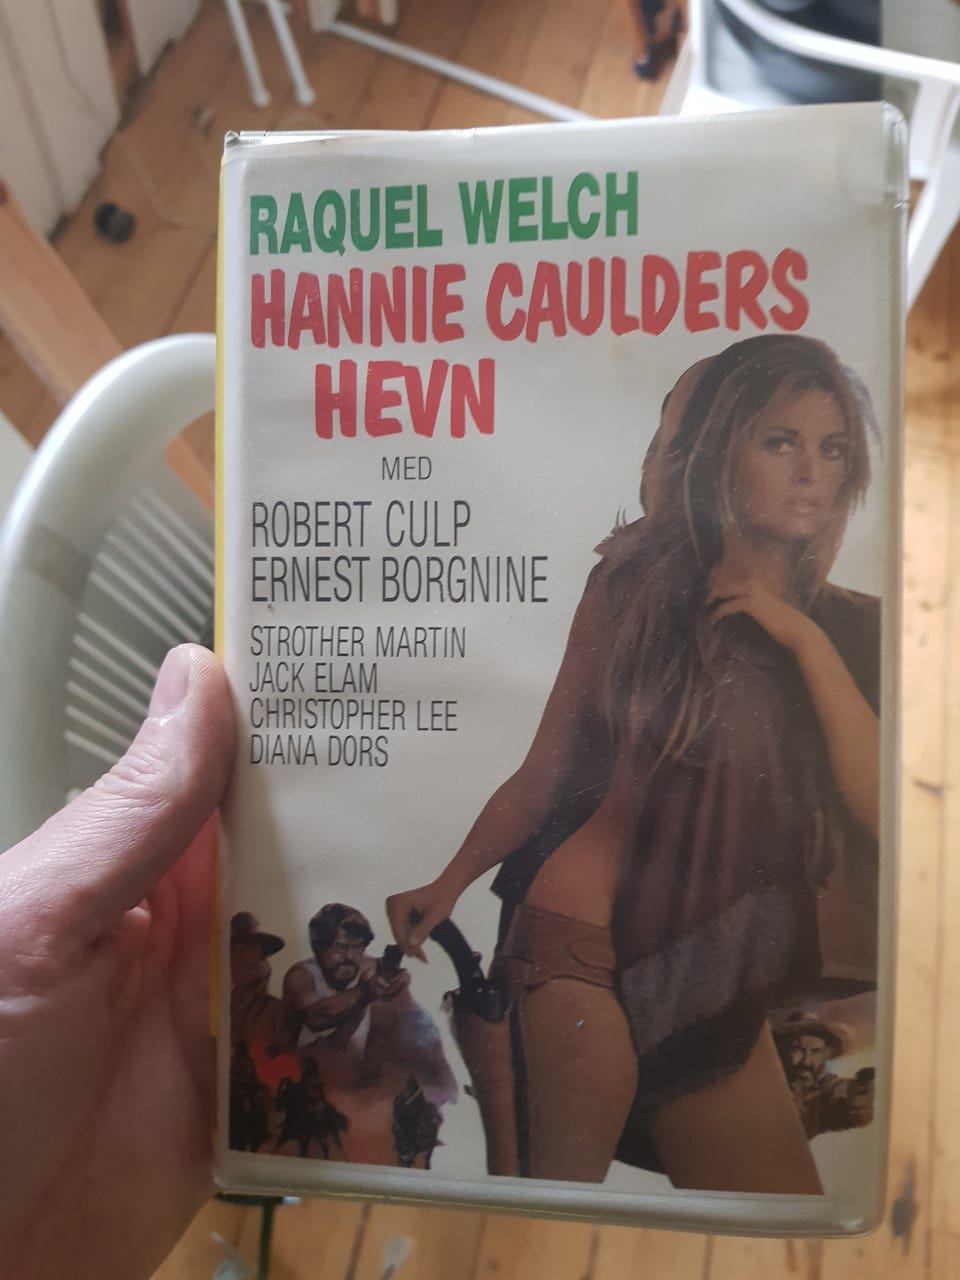 RAQUEL WELCH
HANNIE CAULDERS
HEVN
MED
ROBERT CULP
ERNEST BORGNINE
STROTHER MARTIN
JACK ELAM
CHRISTOPHER LEE
DIANA DORS